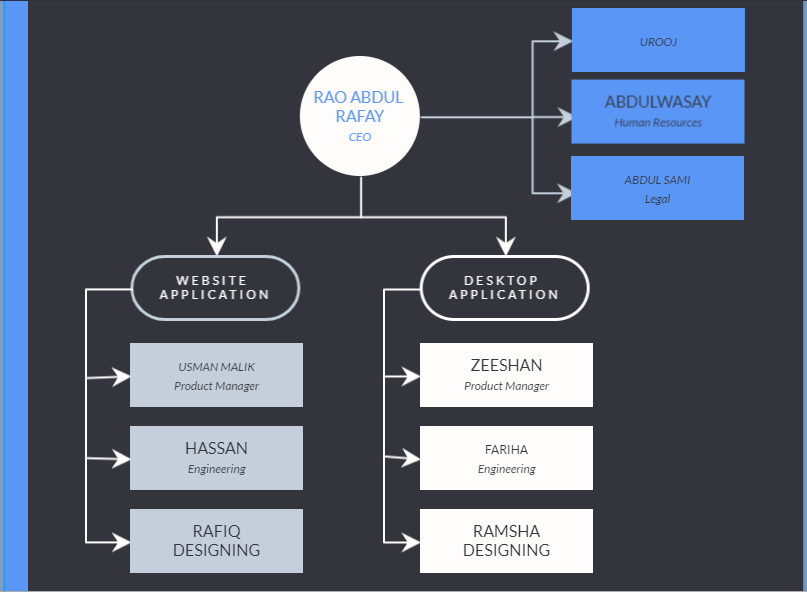 UROOJ
RAO ABDUL
RAFAY
CEO
ABDULWASAY
Human Resources
ABDUL SAMI
Legal
WEBSITE
APPLICATION
DESKTOP
APPLICATION
USMAN MALIK
Product Manager
ZEESHAN
Product Manager
HASSAN
Engineering
FARIHA
Engineering
RAFIQ
DESIGNING
RAMSHA
DESIGNING